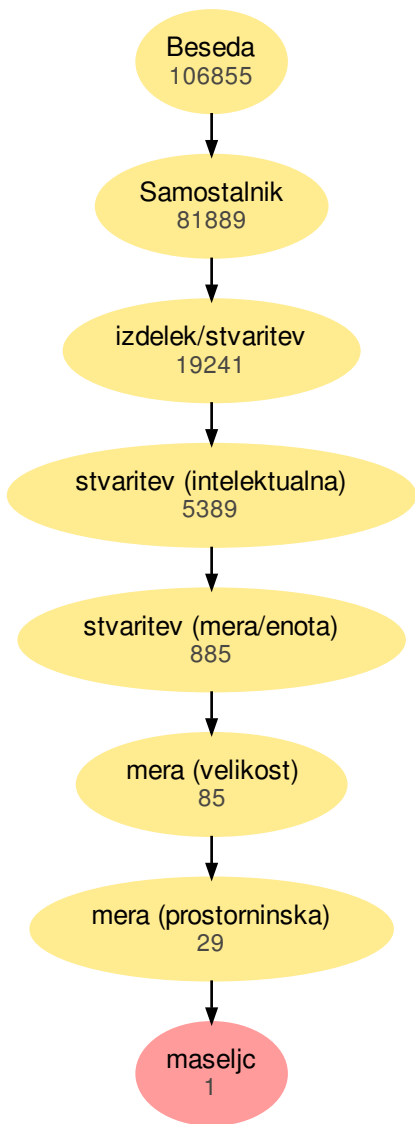 Beseda
106855
Samostalnik
81889
izdelek/stvaritev
19241
stvaritev (intelektualna)
5389
stvaritev (mera/enota)
885
mera (velikost)
85
mera (prostorninska)
29
maseljc
1